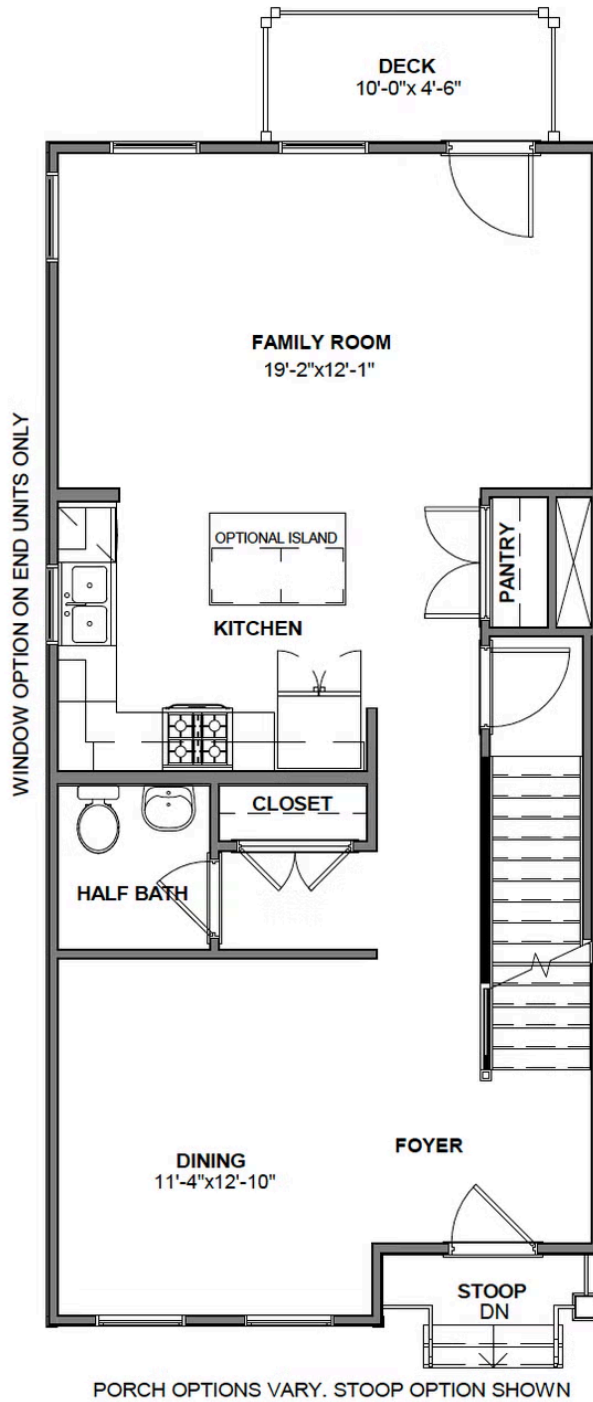 DECK
10'-0"x 4'-6"
FAMILY ROOM
19'-2"x12'-1"
WINDOW OPTION ON END UNITS ONLY
OPTIONAL ISLAND
PANTRY
KITCHEN
CLOSET
HALF BATH
FOYER
DINING
11'-4"x12'-10"
STOOP
DN
PORCH OPTIONS VARY. STOOP OPTION SHOWN